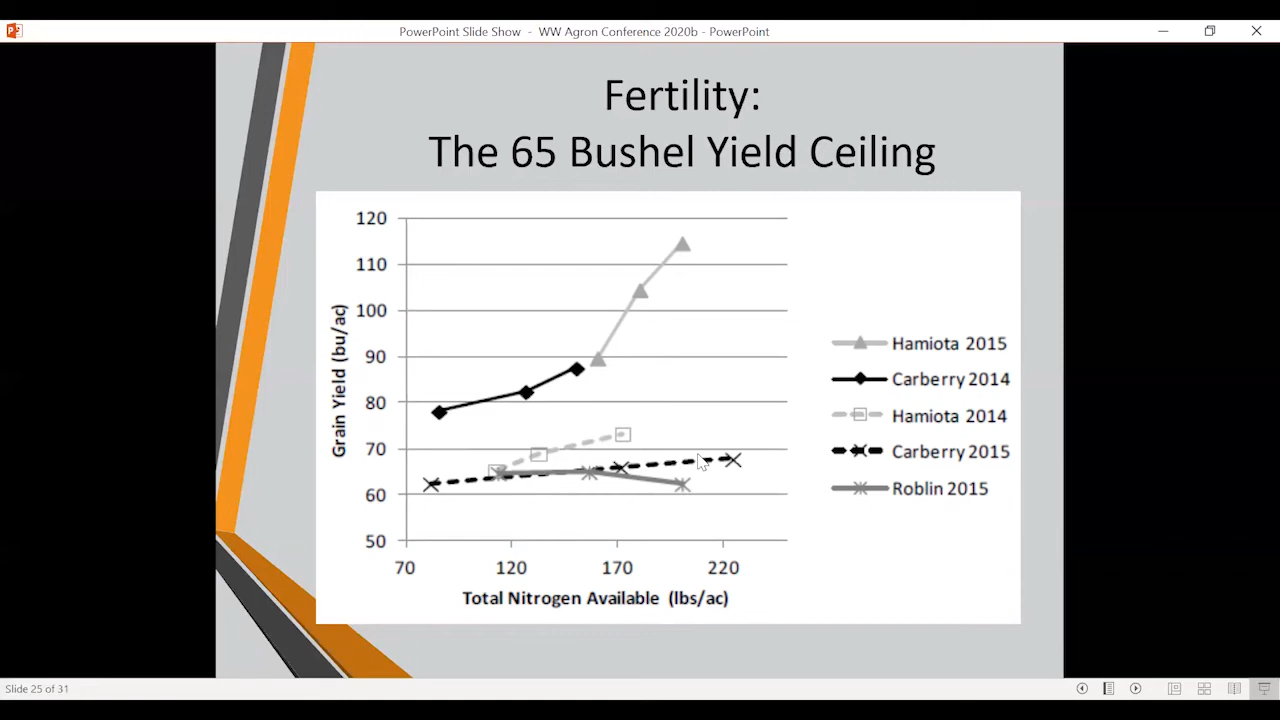 PowerPoint Slide Show - WW Agron Conference 2020b - PowerPoint
Fertility:
The 65 Bushel Yield Ceiling
120
110
100
90
80
70
60
50
Grain Yield (bu/ac)
70 120 170 220
Total Nitrogen Available (lbs/ac)
Hamiota 2015
Carberry 2014
Hamiota 2014
Carberry 2015
Roblin 2015
Slide 25 of 31